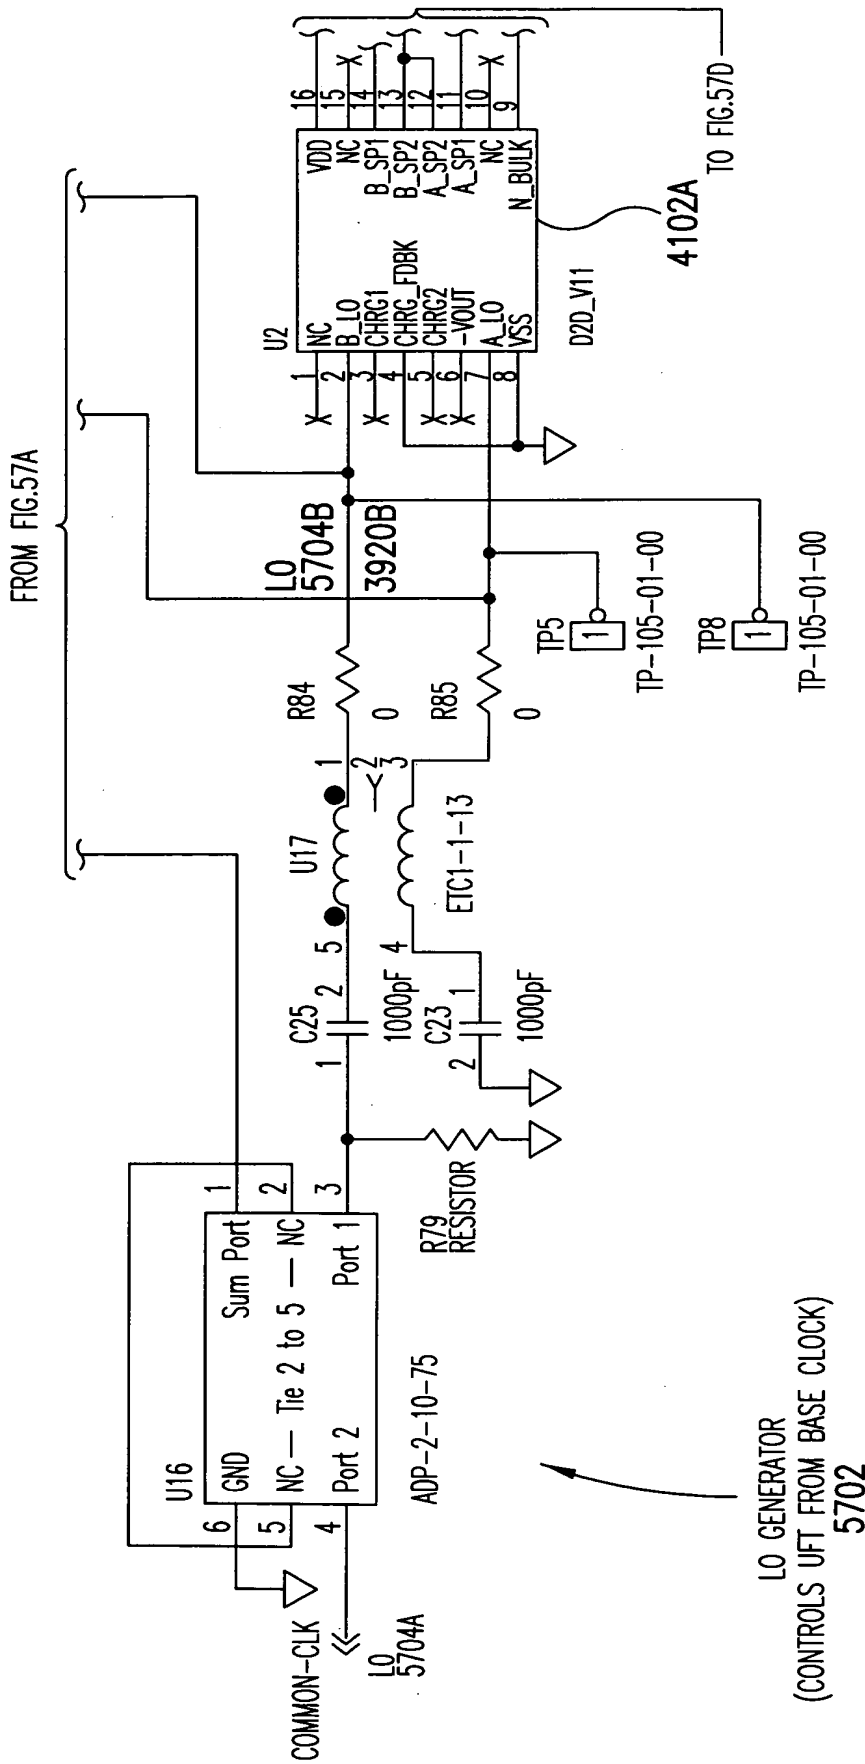 FROM FIG.57A
U16
GND
6
Sum Port
1
NC — Tie 2 to 5 — NC
5
2
Port 2
4
Port 1
3
ADP-2-10-75
COMMON-CLK
LO
5704A
R79
RESISTOR
C25
1
2
1000pF
C23
2
1
1000pF
U17
5
1
2
4
3
ETC1-1-13
R84
0
R85
0
LO
5704B
3920B
TP5
1
TP-105-01-00
TP8
1
TP-105-01-00
U2
1 NC
2 B_LO
3 CHRG1
4 CHRG_FDBK
5 CHRG2
6 -VOUT
7 A_LO
8 VSS
VDD 16
NC 15
B_SP1 14
B_SP2 13
A_SP2 12
A_SP1 11
NC 10
N_BULK 9
D2D_V11
4102A
TO FIG.57D
LO GENERATOR
(CONTROLS UFT FROM BASE CLOCK)
5702